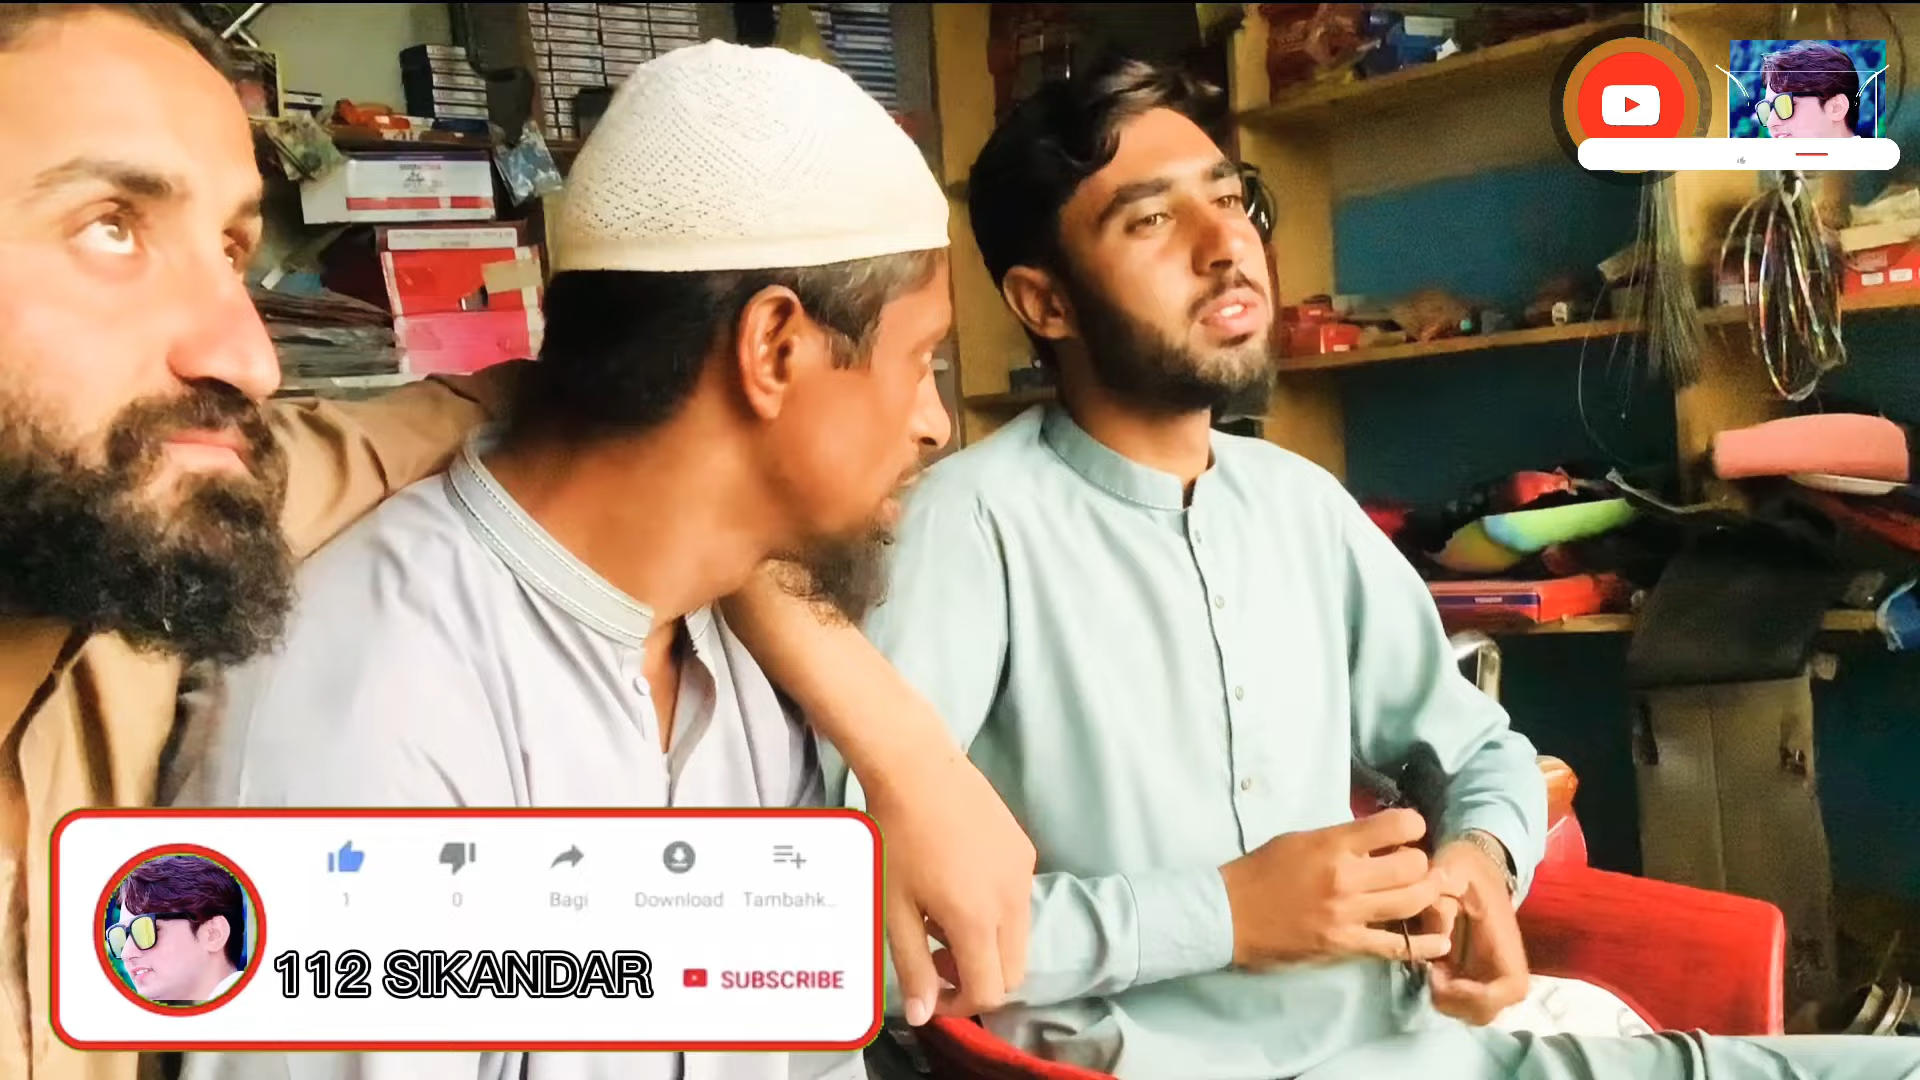 1
0
Bagi
Download
Tambahk...
112 SIKANDAR
SUBSCRIBE